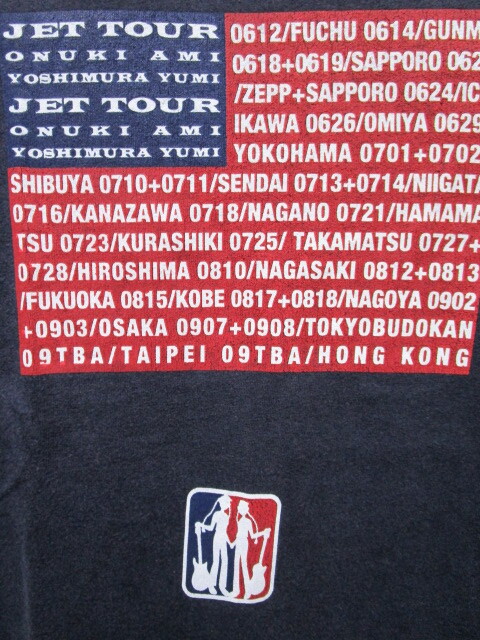 JET TOUR
ONUKI AMI
YOSHIMURA YUMI
JET TOUR
ONUKI AMI
YOSHIMURA YUMI
0612/FUCHU 0614/GUNM
0618+0619/SAPPORO 062
/ZEPP+SAPPORO 0624/IC
IKAWA 0626/OMIYA 0629
YOKOHAMA 0701+0702
SHIBUYA 0710+0711/SENDAI 0713+0714/NIIGATA
0716/KANAZAWA 0718/NAGANO 0721/HAMAMA
TSU 0723/KURASHIKI 0725/ TAKAMATSU 0727+
0728/HIROSHIMA 0810/NAGASAKI 0812+0813
/FUKUOKA 0815/KOBE 0817+0818/NAGOYA 0902
+0903/OSAKA 0907+0908/TOKYOBUDOKAN
09TBA/TAIPEI 09TBA/HONG KONG